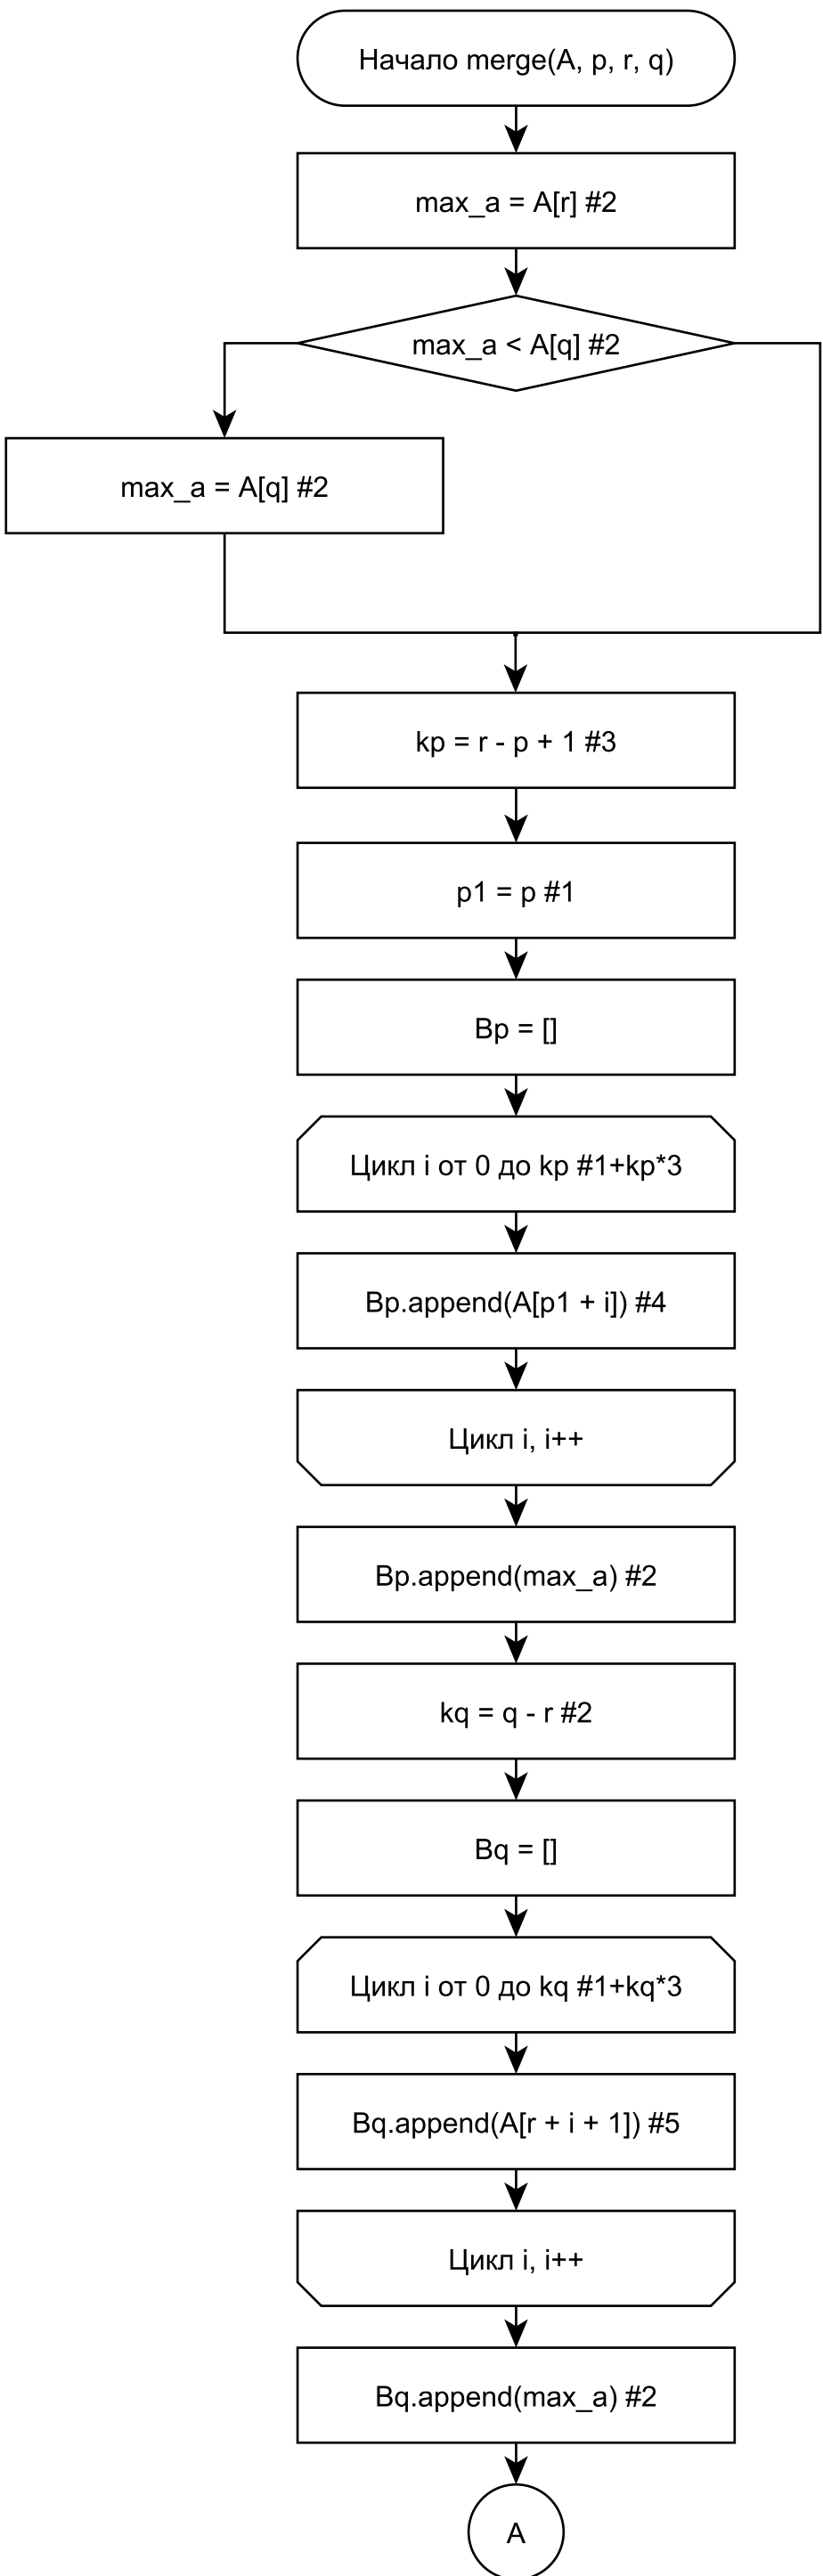 Начало merge(A, p, r, q)
max_a = A[r] #2
max_a < A[q] #2
max_a = A[q] #2
kp = r - p + 1 #3
p1 = p #1
Bp = []
Цикл i от 0 до kp #1+kp*3
Bp.append(A[p1 + i]) #4
Цикл i, i++
Bp.append(max_a) #2
kq = q - r #2
Bq = []
Цикл i от 0 до kq #1+kq*3
Bq.append(A[r + i + 1]) #5
Цикл i, i++
Bq.append(max_a) #2
A